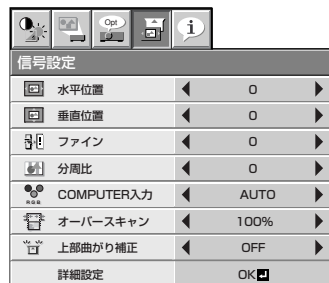 Opt
i
信号設定
水平位置 0
垂直位置 0
ファイン 0
分周比 0
RGB COMPUTER入力 AUTO
オーバースキャン 100%
上部曲がり補正 OFF
詳細設定 OK